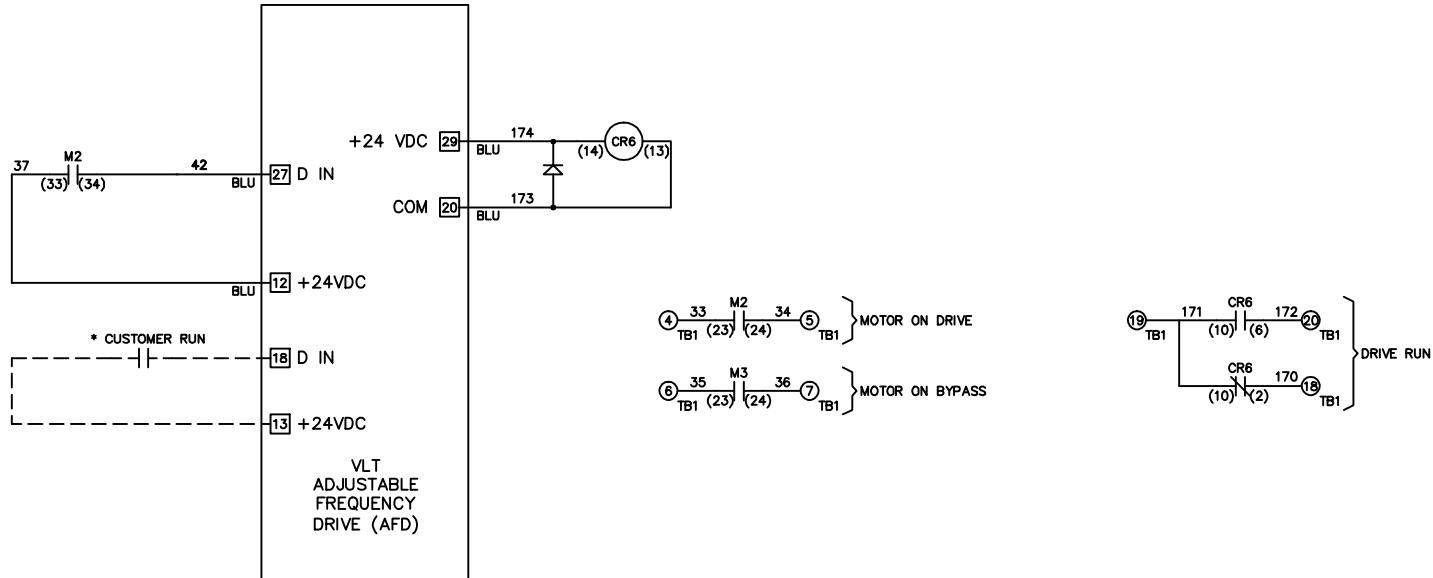 37
M2
(33) (34)
42
BLU
27 D IN
12 +24VDC
BLU
* CUSTOMER RUN
18 D IN
13 +24VDC
+24 VDC 29
174
BLU
(14) CR6 (13)
COM 20
173
BLU
VLT
ADJUSTABLE
FREQUENCY
DRIVE (AFD)
M2
4 33 34 5
TB1 (23) (24) TB1
MOTOR ON DRIVE
M3
6 35 36 7
TB1 (23) (24) TB1
MOTOR ON BYPASS
CR6
19 171 172 20
TB1 (10) (6) TB1
CR6
170 18
(10) (2) TB1
DRIVE RUN